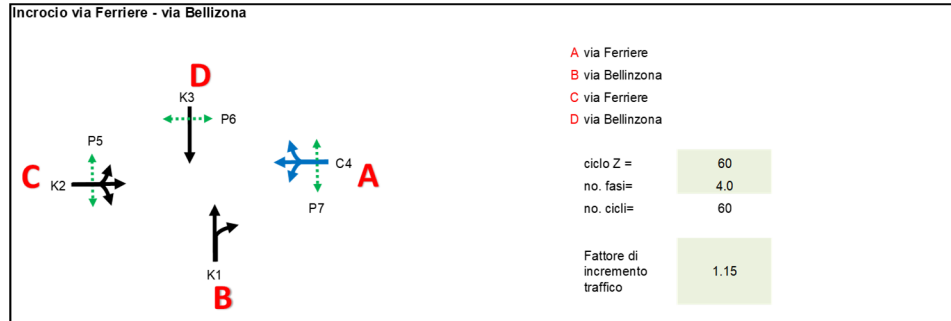 Incrocio via Ferriere - via Bellizona
D
K3
P6
P5
C
K2
C4
A
P7
K1
B
A via Ferriere
B via Bellinzona
C via Ferriere
D via Bellinzona
ciclo Z = 60
no. fasi= 4.0
no. cicli= 60
Fattore di
incremento 1.15
traffico